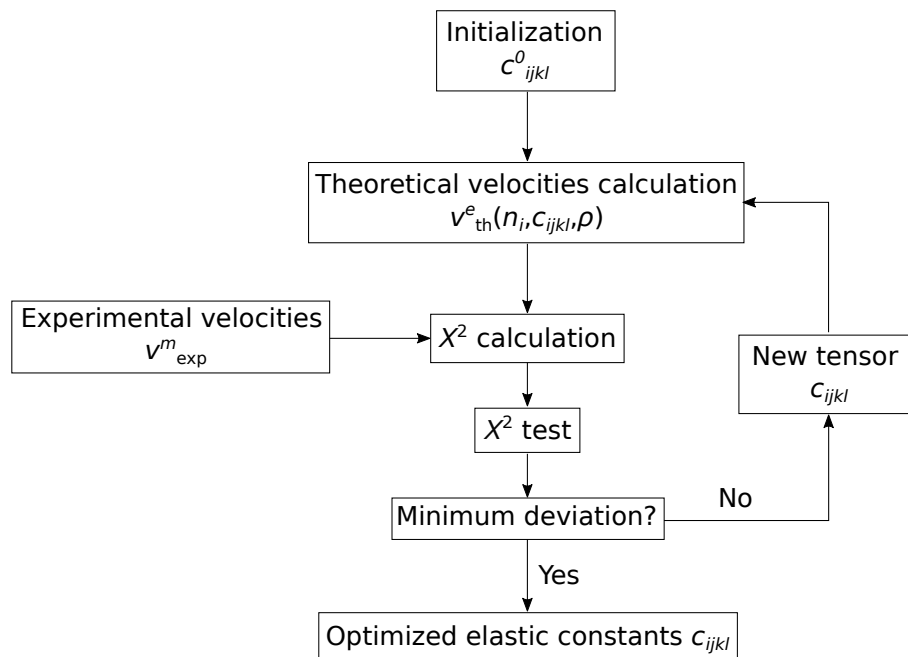 Initialization
c⁰ijkl
Theoretical velocities calculation
vᵉth(ni,cijkl,ρ)
Experimental velocities
vᵐexp
X² calculation
New tensor
cijkl
X² test
No
Minimum deviation?
Yes
Optimized elastic constants cijkl